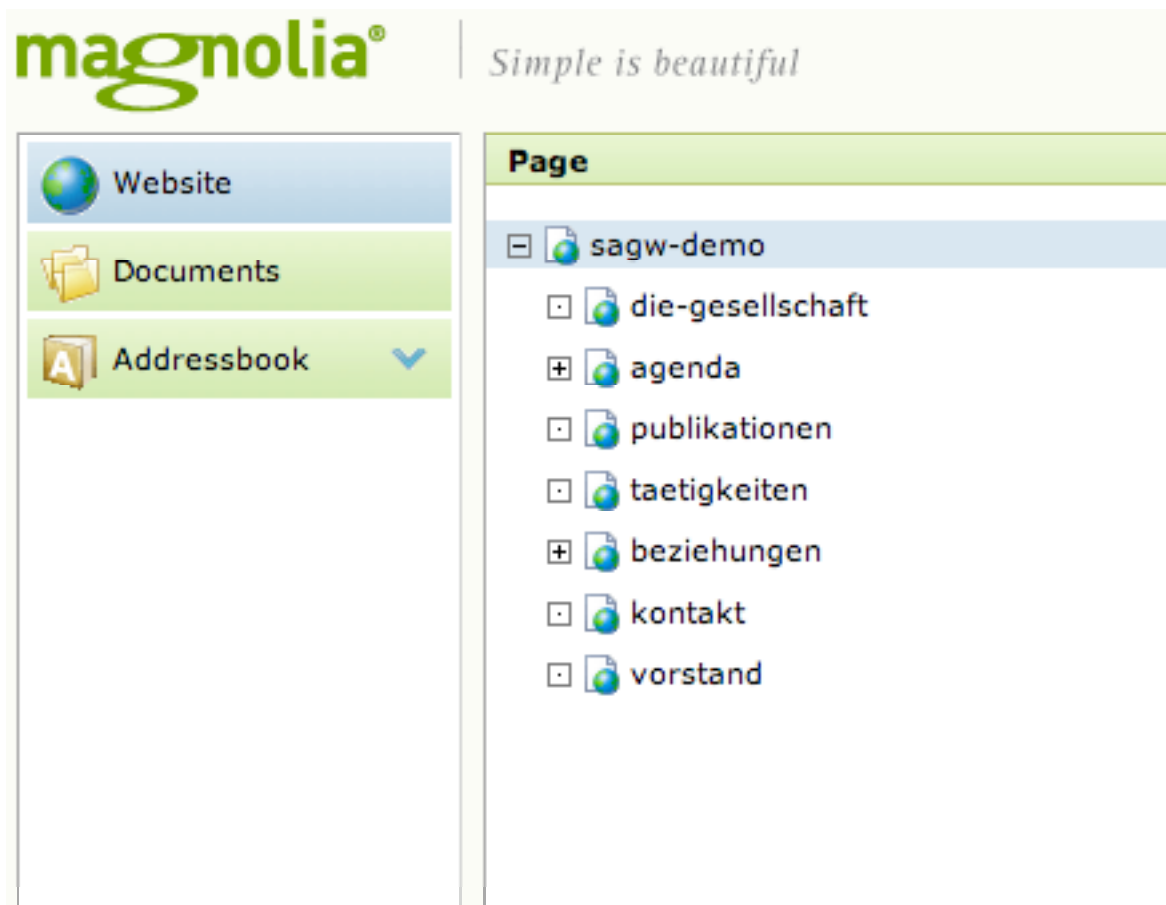 magnolia®
Simple is beautiful
Website
Documents
A Addressbook
Page
sagw-demo
die-gesellschaft
agenda
publikationen
taetigkeiten
beziehungen
kontakt
vorstand